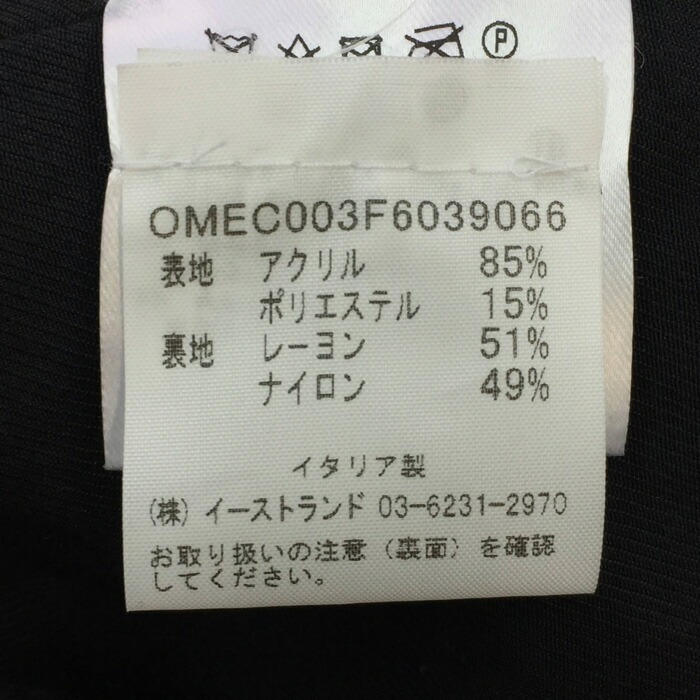 P
OMEC003F6039066
表地 アクリル 85%
ポリエステル 15%
裏地 レーヨン 51%
ナイロン 49%
イタリア製
(株) イーストランド 03-6231-2970
お取り扱いの注意（裏面）を確認
してください。